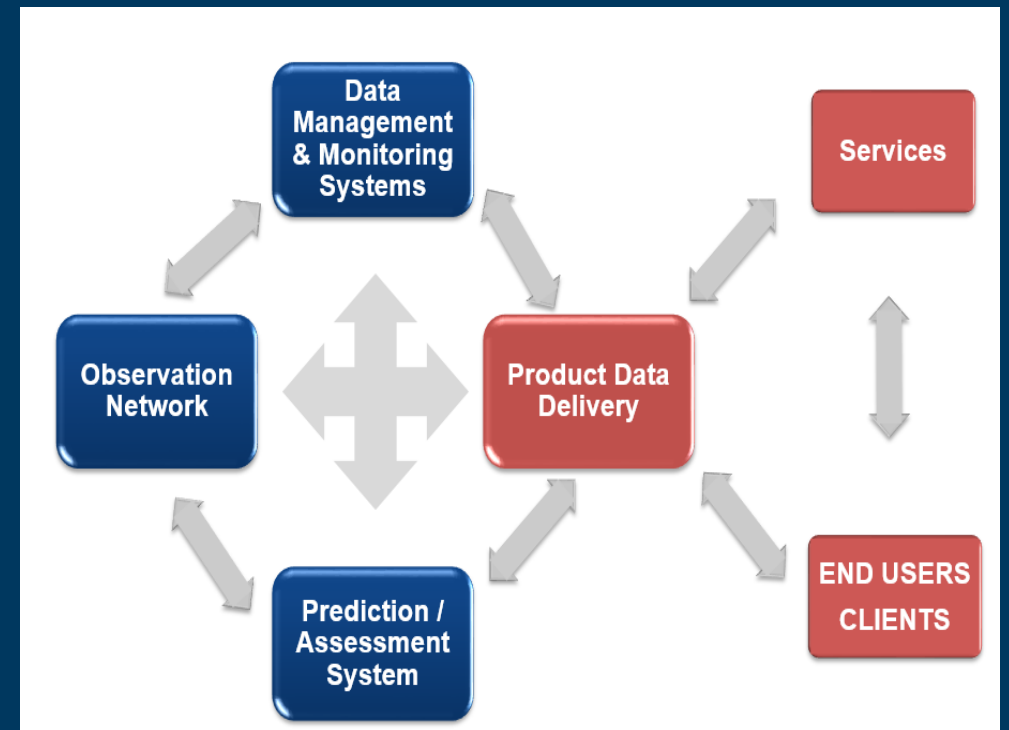 Data
Management
& Monitoring
Systems
Services
Observation
Network
Product Data
Delivery
END USERS
CLIENTS
Prediction /
Assessment
System